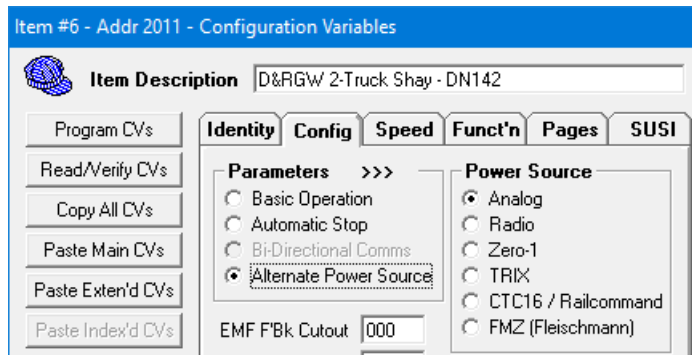 Item #6 - Addr 2011 - Configuration Variables
Item Description D&RGW 2-Truck Shay - DN142
Program CVs
Read/Verify CVs
Copy All CVs
Paste Main CVs
Paste Exten'd CVs
Paste Index'd CVs
Identity Config Speed Funct'n Pages SUSI
Parameters >>>
Basic Operation
Automatic Stop
Bi-Directional Comms
Alternate Power Source
EMF F'Bk Cutout 000
Power Source
Analog
Radio
Zero-1
TRIX
CTC16 / Railcommand
FMZ (Fleischmann)